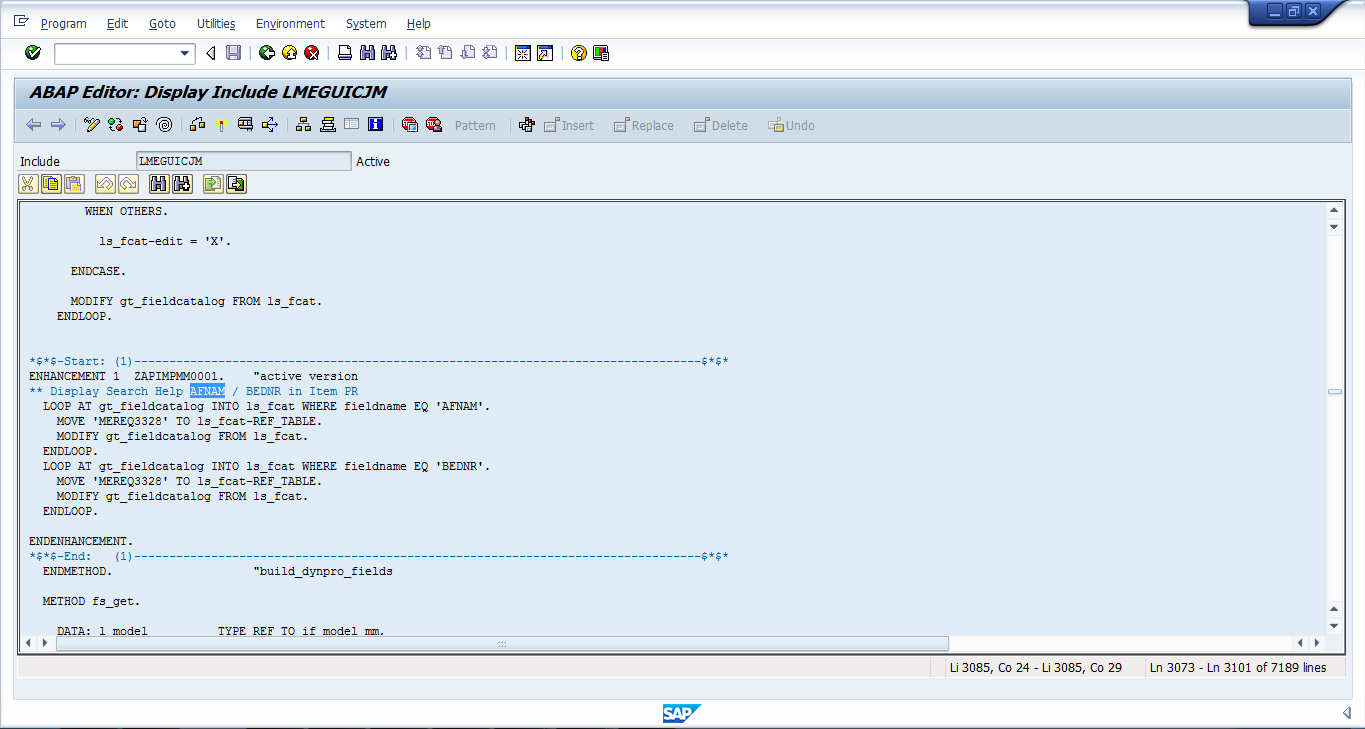 Program Edit Goto Utilities Environment System Help
ABAP Editor: Display Include LMEGUICJM
Pattern Insert Replace Delete Undo
Include LMEGUICJM Active
WHEN OTHERS.
ls_fcat-edit = 'X'.
ENDCASE.
MODIFY gt_fieldcatalog FROM ls_fcat.
ENDLOOP.
*$*$-Start: (1)---------------------------------------------------------------------------------$*$*
ENHANCEMENT 1  ZAPIMPMM0001.    "active version
** Display Search Help AFNAM / BEDNR in Item PR
LOOP AT gt_fieldcatalog INTO ls_fcat WHERE fieldname EQ 'AFNAM'.
MOVE 'MEREQ3328' TO ls_fcat-REF_TABLE.
MODIFY gt_fieldcatalog FROM ls_fcat.
ENDLOOP.
LOOP AT gt_fieldcatalog INTO ls_fcat WHERE fieldname EQ 'BEDNR'.
MOVE 'MEREQ3328' TO ls_fcat-REF_TABLE.
MODIFY gt_fieldcatalog FROM ls_fcat.
ENDLOOP.
ENDENHANCEMENT.
*$*$-End:   (1)---------------------------------------------------------------------------------$*$*
ENDMETHOD.                    "build_dynpro_fields
METHOD fs_get.
DATA: l_model          TYPE REF TO if_model_mm.
Li 3085, Co 24 - Li 3085, Co 29 Ln 3073 - Ln 3101 of 7189 lines
SAP